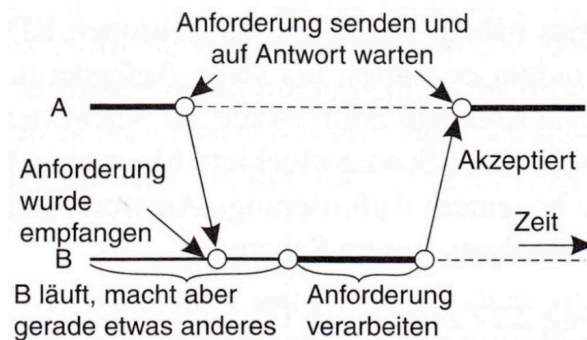 Anforderung senden und
auf Antwort warten
A
Anforderung
wurde
empfangen
Akzeptiert
Zeit
B
B läuft, macht aber
gerade etwas anderes
Anforderung
verarbeiten